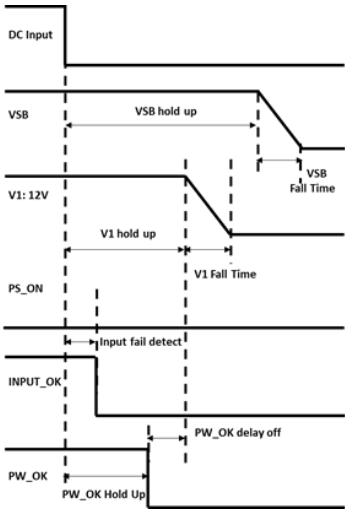 DC Input
VSB hold up
VSB
VSB
Fall Time
V1: 12V
V1 hold up
V1 Fall Time
PS_ON
Input fail detect
INPUT_OK
PW_OK delay off
PW_OK
PW_OK Hold Up